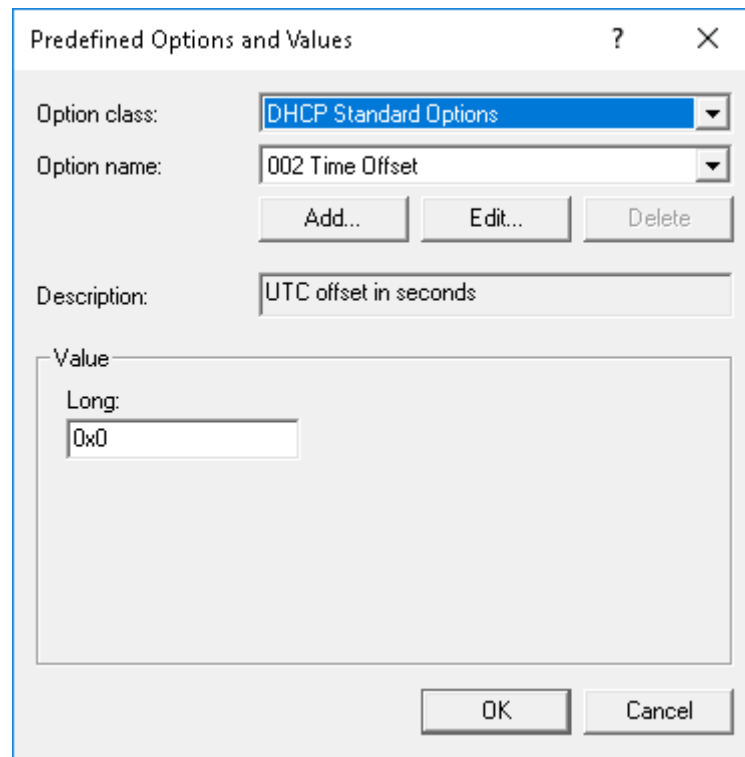 Predefined Options and Values ?
Option class: DHCP Standard Options
Option name: 002 Time Offset
Add... Edit... Delete
Description: UTC offset in seconds
Value
Long:
0x0
OK Cancel